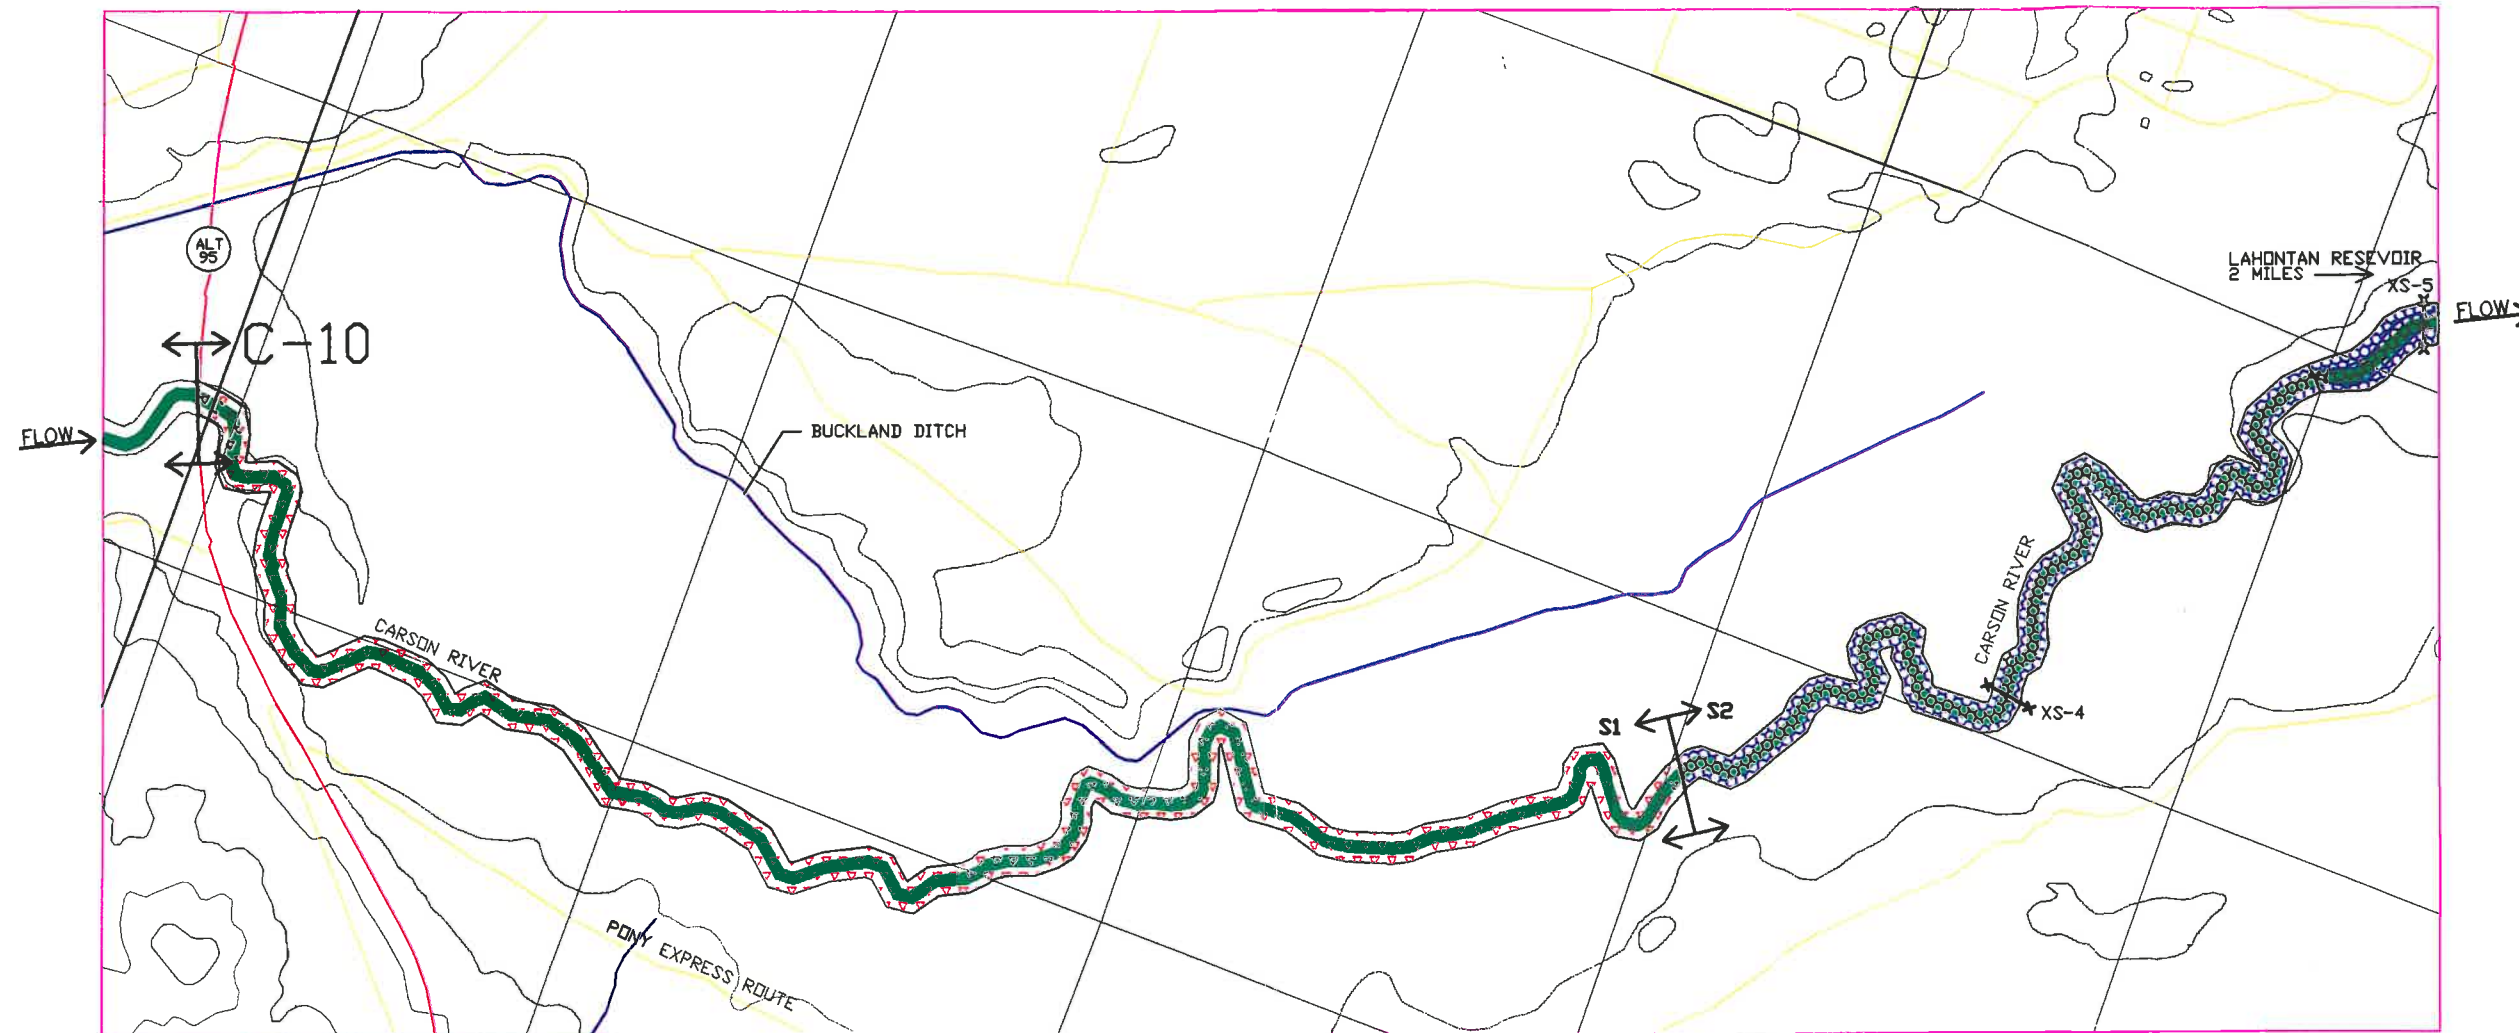 ALT
95
C-10
FLOW
BUCKLAND DITCH
LAHONTAN RESEVOIR
2 MILES
XS-5
FLOW
CARSON RIVER
CARSON RIVER
S1
S2
XS-4
PONY EXPRESS ROUTE